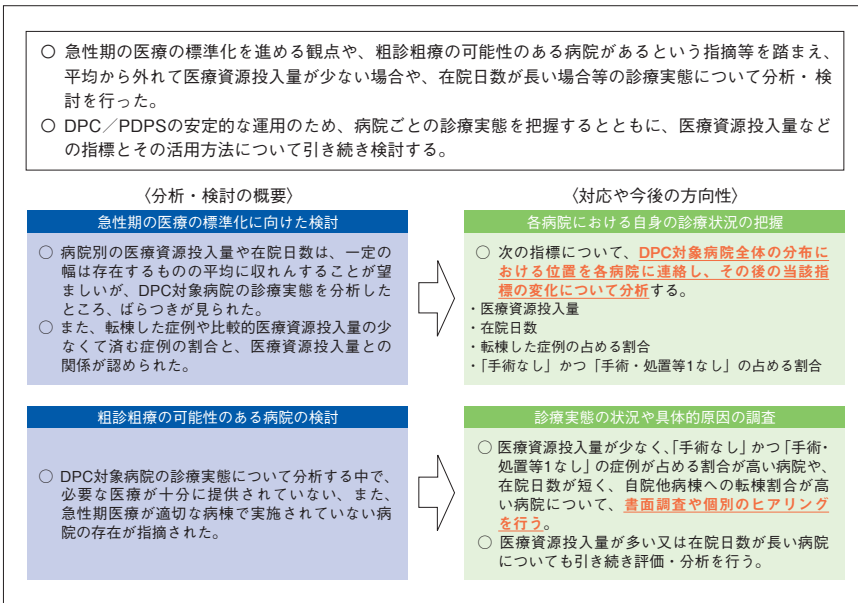 ○ 急性期の医療の標準化を進める観点や、粗診粗療の可能性のある病院があるという指摘等を踏まえ、
平均から外れて医療資源投入量が少ない場合や、在院日数が長い場合等の診療実態について分析・検
討を行った。
○ DPC／PDPSの安定的な運用のため、病院ごとの診療実態を把握するとともに、医療資源投入量など
の指標とその活用方法について引き続き検討する。
〈分析・検討の概要〉
急性期の医療の標準化に向けた検討
○ 病院別の医療資源投入量や在院日数は、一定の
幅は存在するものの平均に収れんすることが望
ましいが、DPC対象病院の診療実態を分析した
ところ、ばらつきが見られた。
○ また、転棟した症例や比較的医療資源投入量の少
なくて済む症例の割合と、医療資源投入量との
関係が認められた。
〈対応や今後の方向性〉
各病院における自身の診療状況の把握
○ 次の指標について、DPC対象病院全体の分布に
おける位置を各病院に連絡し、その後の当該指
標の変化について分析する。
・医療資源投入量
・在院日数
・転棟した症例の占める割合
・「手術なし」かつ「手術・処置等1なし」の占める割合
粗診粗療の可能性のある病院の検討
○ DPC対象病院の診療実態について分析する中で、
必要な医療が十分に提供されていない、また、
急性期医療が適切な病棟で実施されていない病
院の存在が指摘された。
診療実態の状況や具体的原因の調査
○ 医療資源投入量が少なく、「手術なし」かつ「手術・
処置等1なし」の症例が占める割合が高い病院や、
在院日数が短く、自院他病棟への転棟割合が高
い病院について、書面調査や個別のヒアリング
を行う。
○ 医療資源投入量が多い又は在院日数が長い病院
についても引き続き評価・分析を行う。